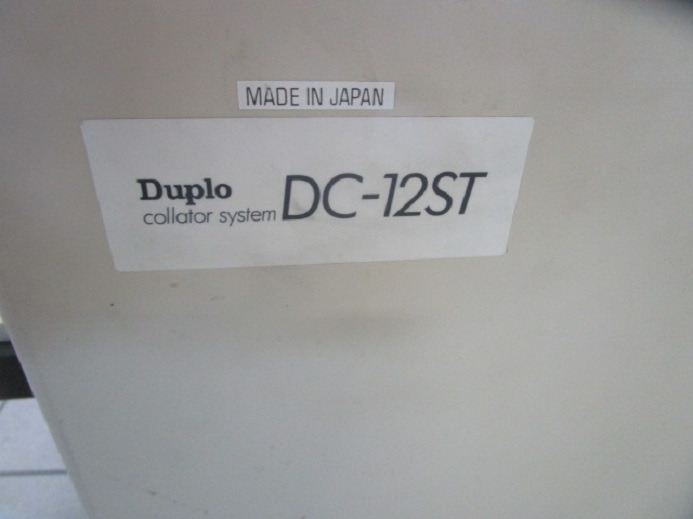 MADE IN JAPAN
Duplo
collator system DC-12ST